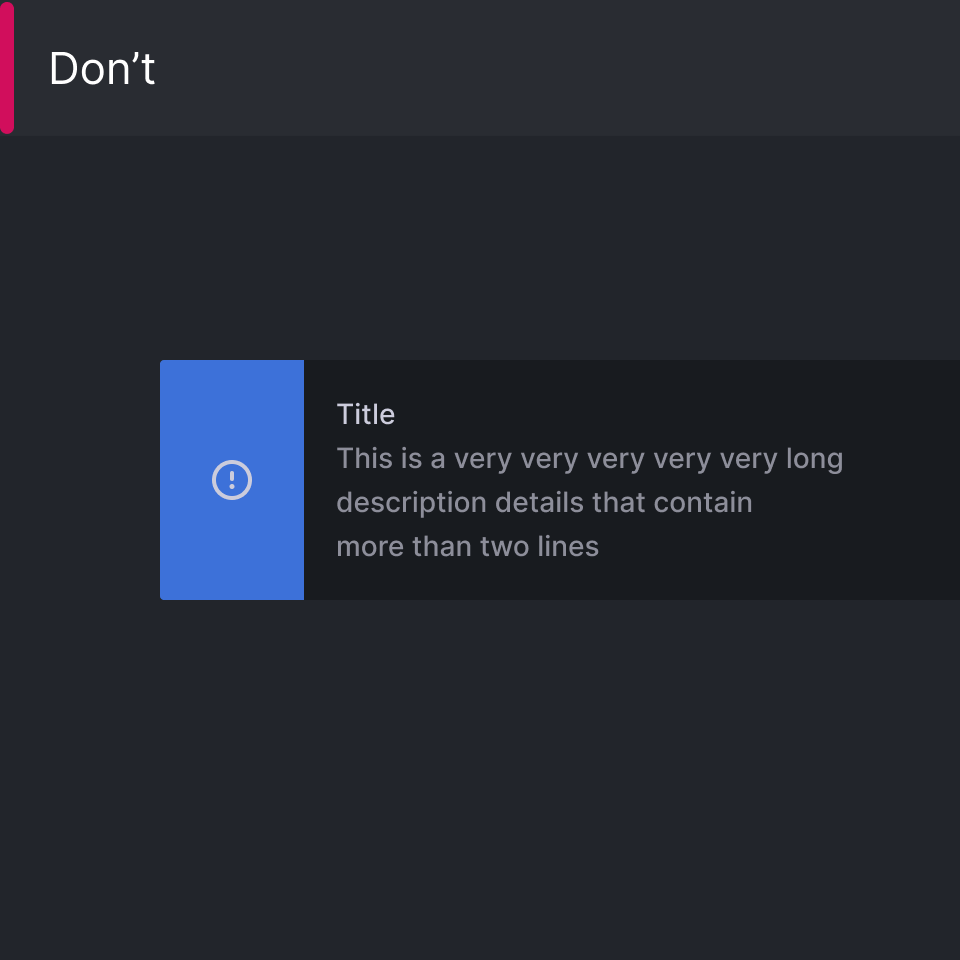 Don’t
Title
This is a very very very very very long
description details that contain
more than two lines